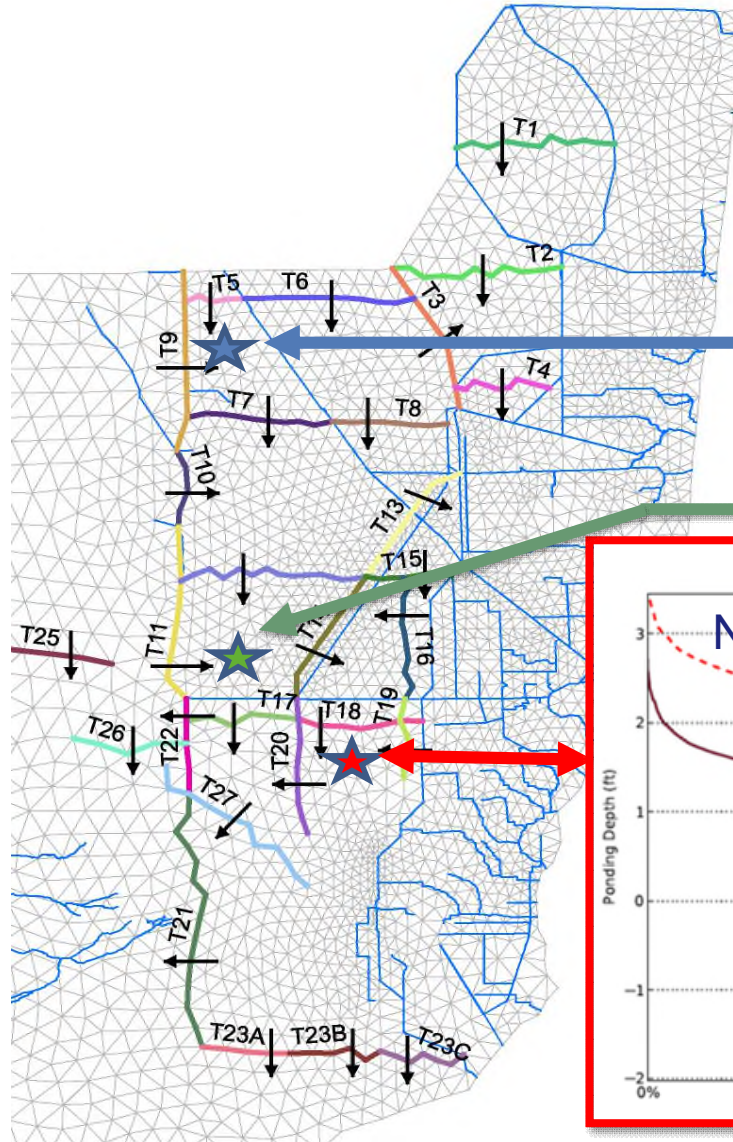 T1
T2
T5
T6
T3
T9
T4
T7
T8
T10
T13
T15
T11
T16
T25
T17
T18
T19
T26
T22
T20
T27
T21
T23A
T23B
T23C
N
3
2
1
0
−1
−2
Ponding Depth (ft)
0%